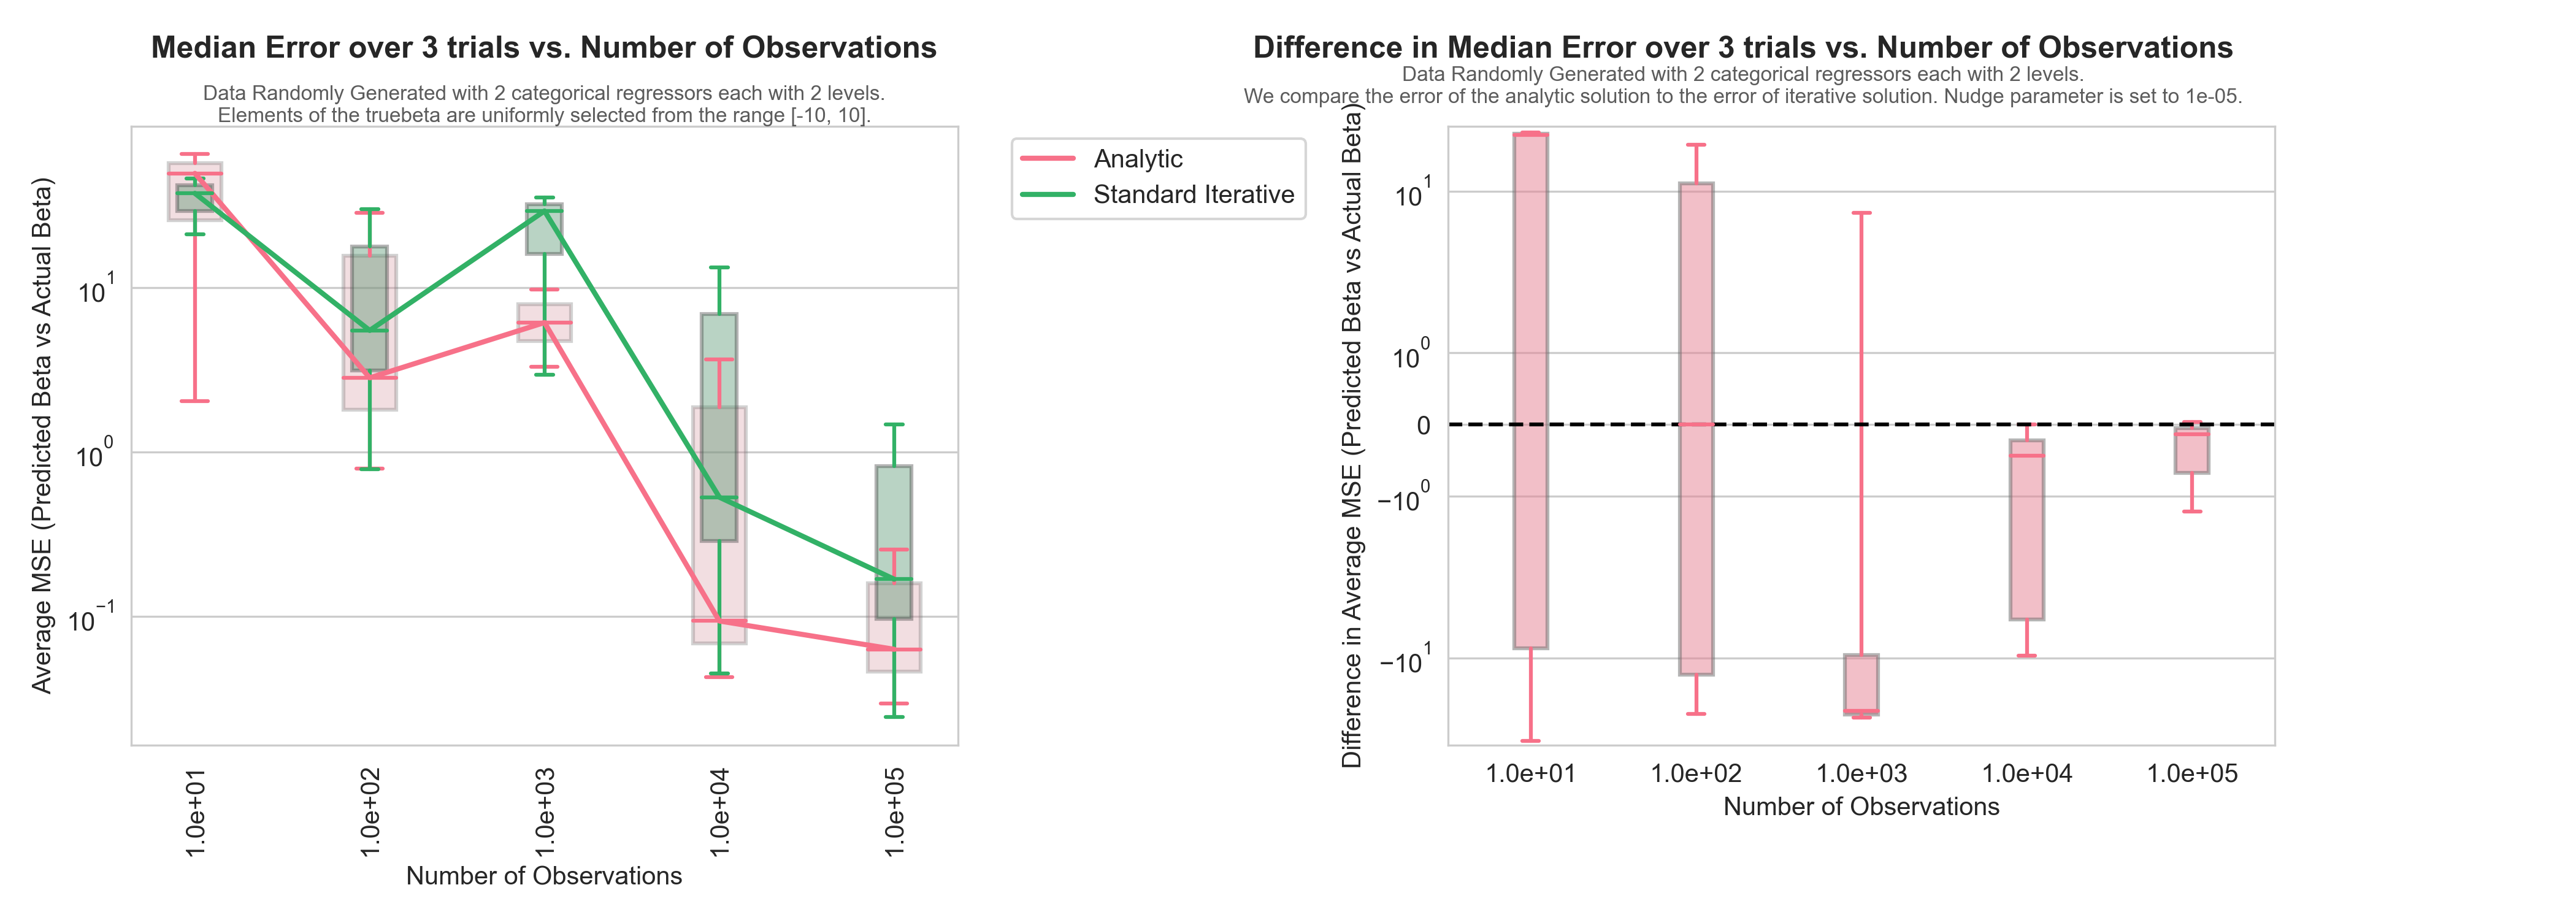 Median Error over 3 trials vs. Number of Observations
Data Randomly Generated with 2 categorical regressors each with 2 levels.
Elements of the truebeta are uniformly selected from the range [-10, 10].
Average MSE (Predicted Beta vs Actual Beta)
10^1
10^0
10^−1
1.0e+01
1.0e+02
1.0e+03
1.0e+04
1.0e+05
Number of Observations
Analytic
Standard Iterative
Difference in Median Error over 3 trials vs. Number of Observations
Data Randomly Generated with 2 categorical regressors each with 2 levels.
We compare the error of the analytic solution to the error of iterative solution. Nudge parameter is set to 1e-05.
Difference in Average MSE (Predicted Beta vs Actual Beta)
10^1
10^0
0
−10^0
−10^1
1.0e+01
1.0e+02
1.0e+03
1.0e+04
1.0e+05
Number of Observations